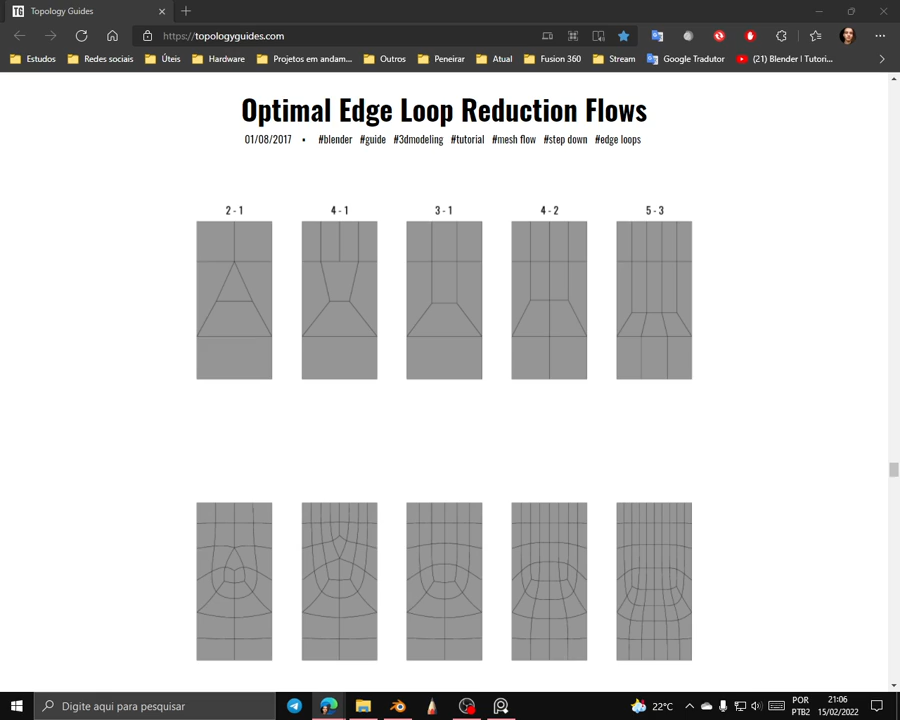 TG Topology Guides
https://topologyguides.com
Estudos Redes sociais Úteis Hardware Projetos em andam... Outros Peneirar Atual Fusion 360 Stream Google Tradutor (21) Blender | Tutori...
Optimal Edge Loop Reduction Flows
01/08/2017 • #blender #guide #3dmodeling #tutorial #mesh flow #step down #edge loops
2 - 1 4 - 1 3 - 1 4 - 2 5 - 3
Digite aqui para pesquisar
22°C
POR
PTB2
21:06
15/02/2022